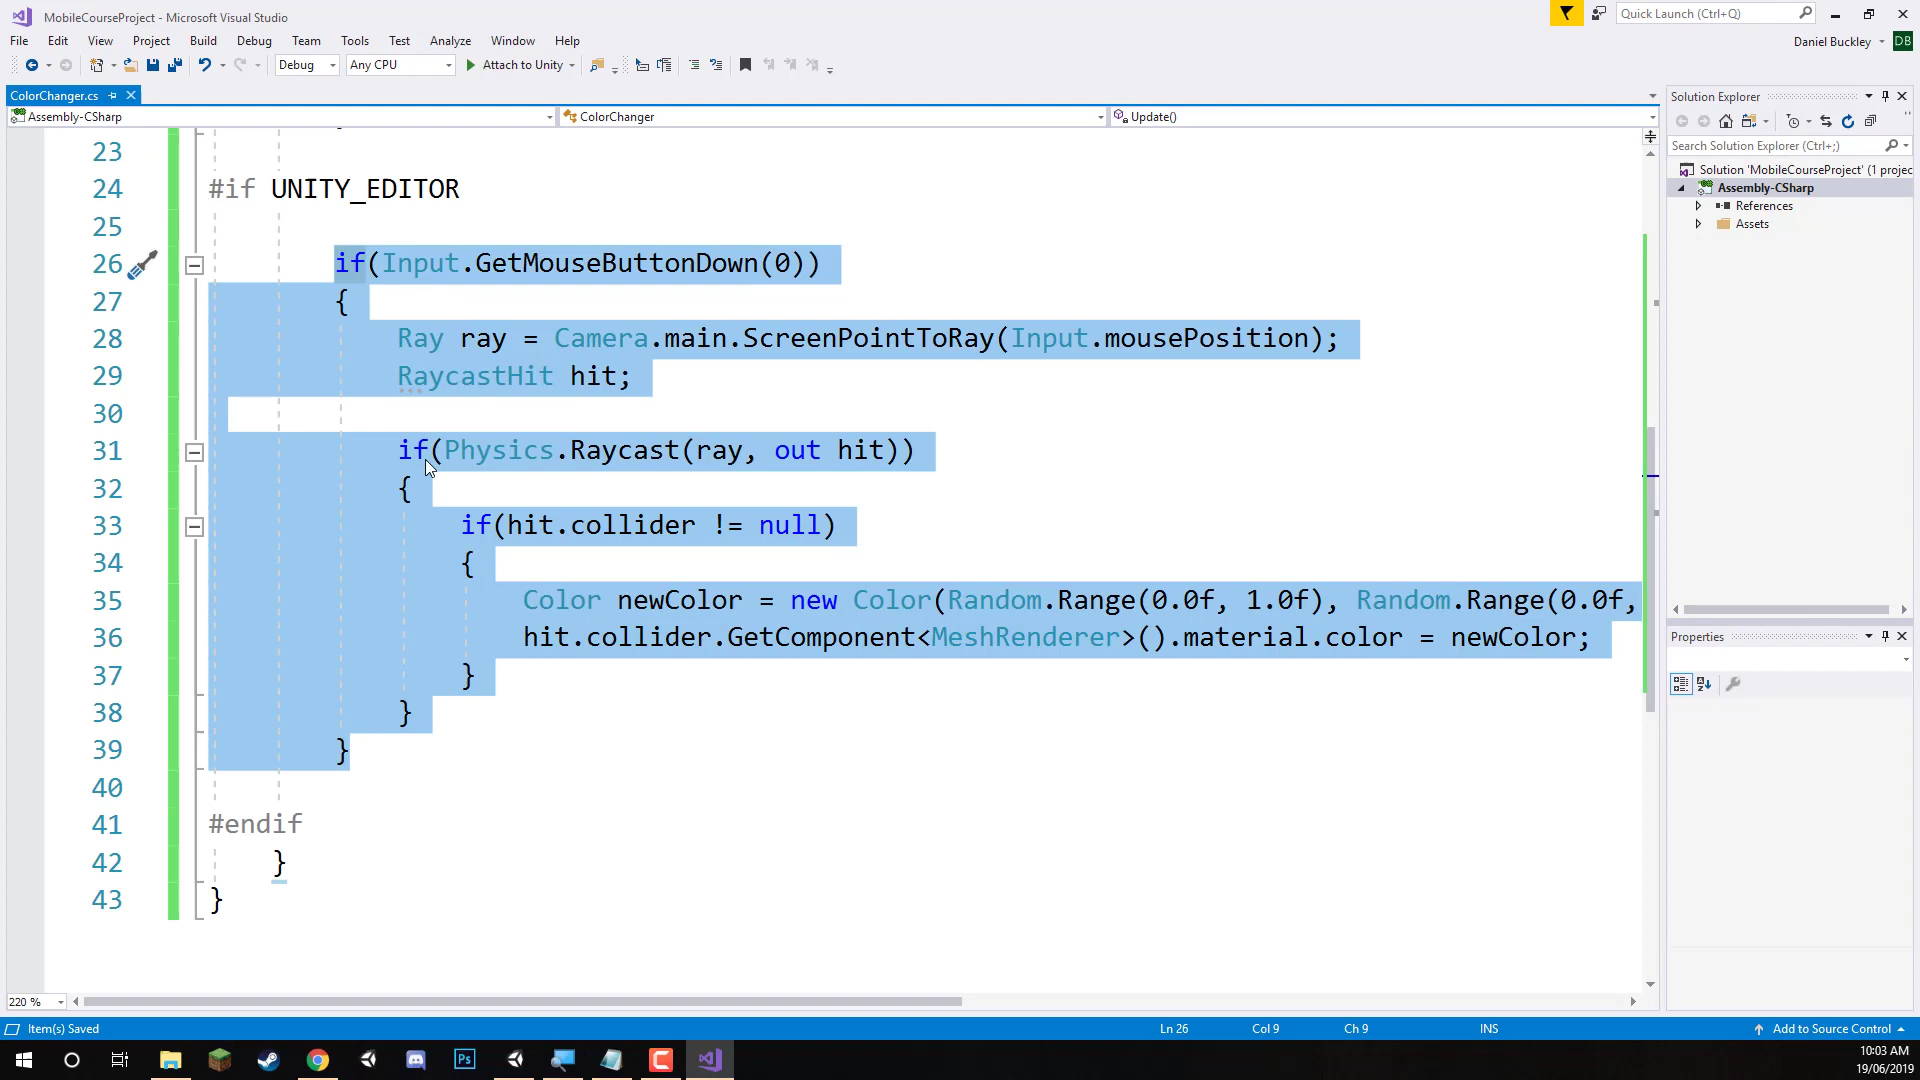 MobileCourseProject - Microsoft Visual Studio
Quick Launch (Ctrl+Q)
File Edit View Project Build Debug Team Tools Test Analyze Window Help
Daniel Buckley DB
Debug Any CPU Attach to Unity
ColorChanger.cs
Assembly-CSharp ColorChanger Update()
23
24 #if UNITY_EDITOR
25
26 if(Input.GetMouseButtonDown(0))
27 {
28 Ray ray = Camera.main.ScreenPointToRay(Input.mousePosition);
29 RaycastHit hit;
30
31 if(Physics.Raycast(ray, out hit))
32 {
33 if(hit.collider != null)
34 {
35 Color newColor = new Color(Random.Range(0.0f, 1.0f), Random.Range(0.0f,
36 hit.collider.GetComponent<MeshRenderer>().material.color = newColor;
37 }
38 }
39 }
40
41 #endif
42 }
43 }
220 %
Solution Explorer
Search Solution Explorer (Ctrl+;)
Solution 'MobileCourseProject' (1 projec
Assembly-CSharp
References
Assets
Properties
Item(s) Saved Ln 26 Col 9 Ch 9 INS Add to Source Control
Ps
10:03 AM
19/06/2019